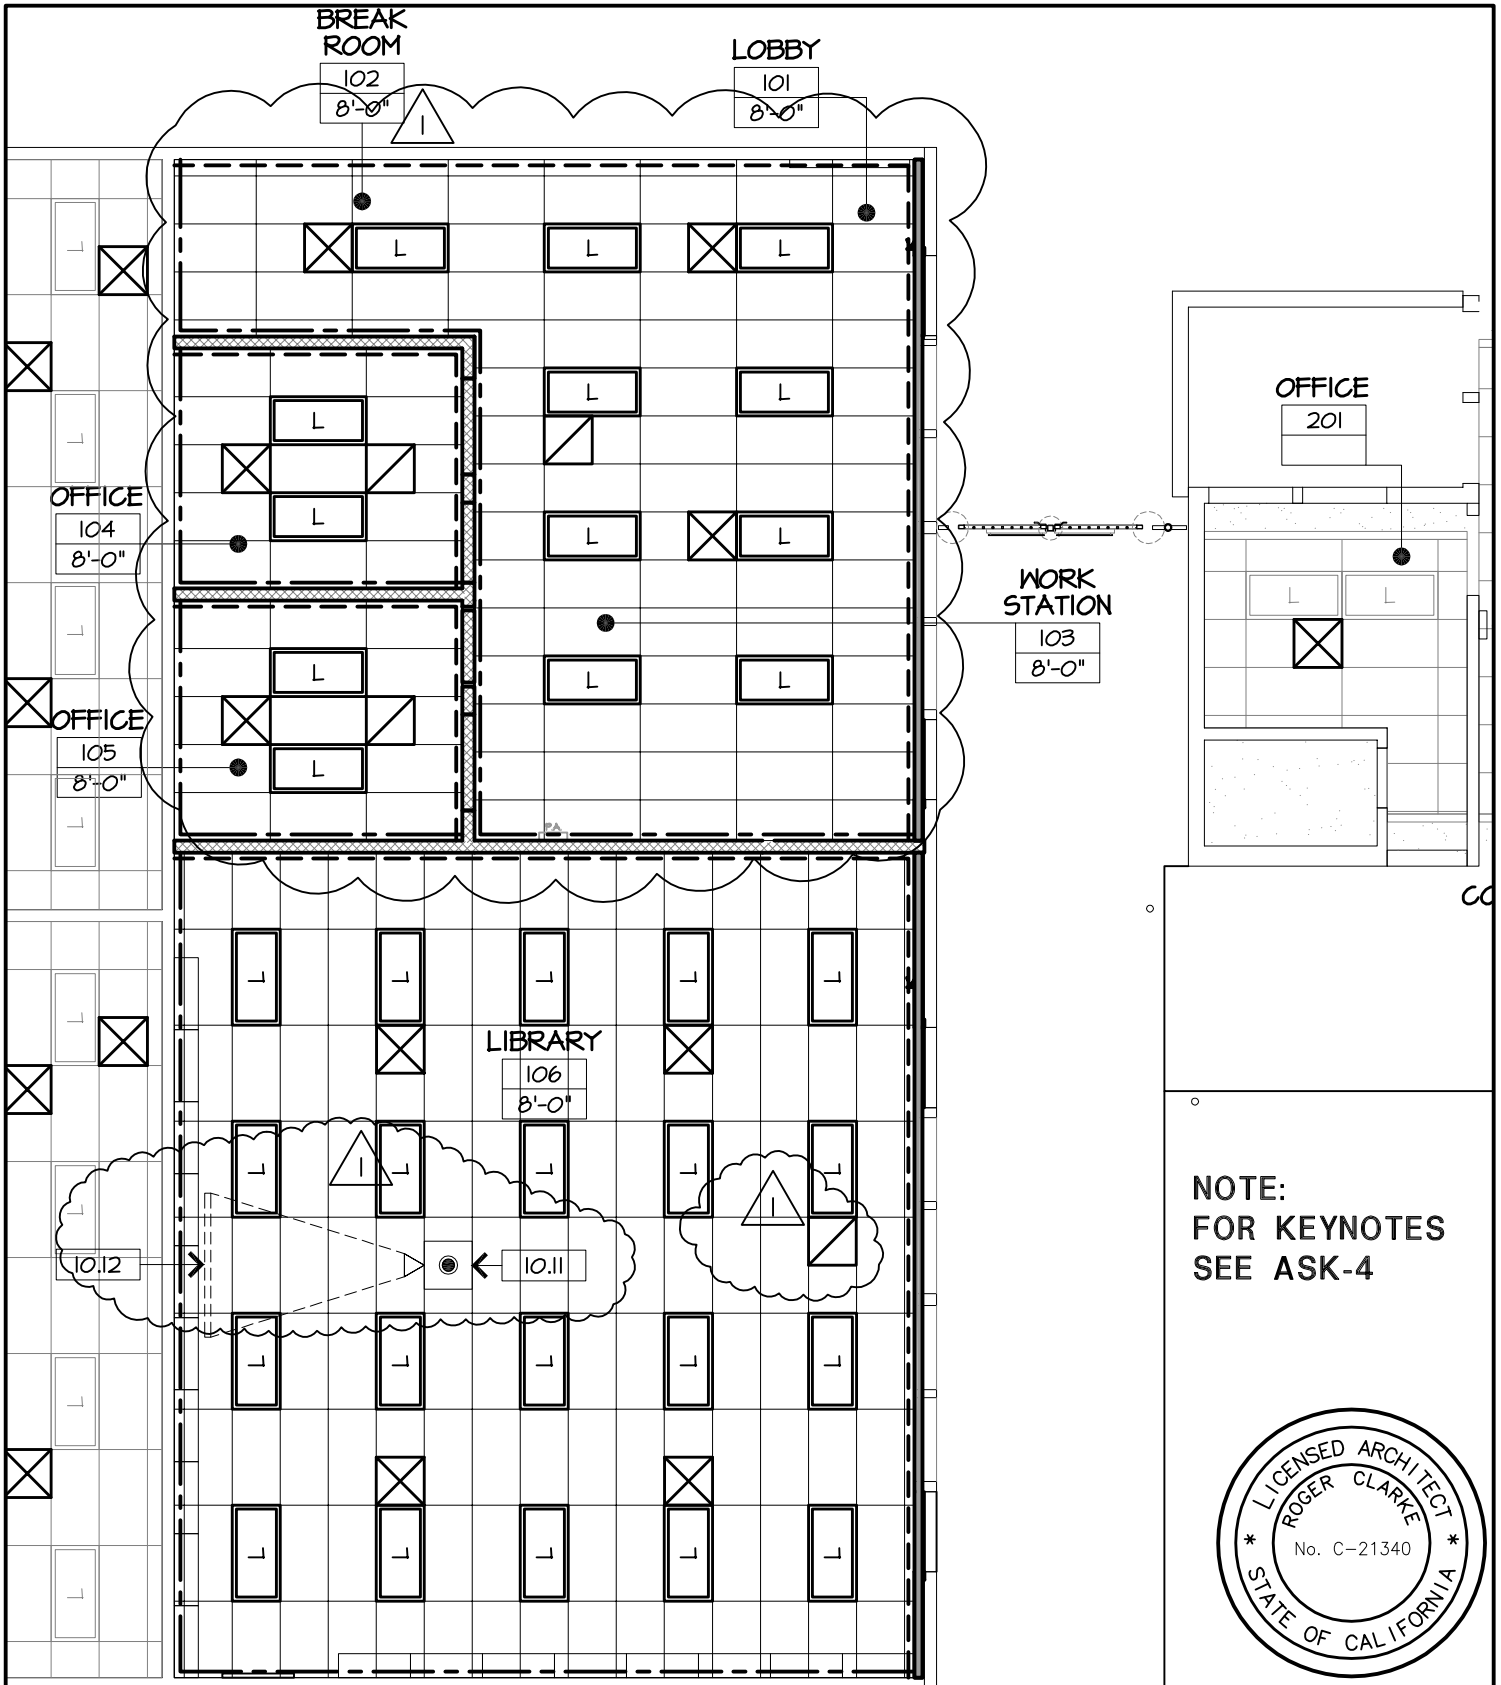 BREAK
ROOM
102
8'-0"
1
LOBBY
101
8'-0"
L
L L L
L L
L
L
L L
L L
L
L
OFFICE
104
8'-0"
OFFICE
105
8'-0"
WORK
STATION
103
8'-0"
OFFICE
201
L L
CO
LIBRARY
106
8'-0"
L L L L L
L L L L L
1
1
10.12
10.11
L L L L L
L L L L L
NOTE:
FOR KEYNOTES
SEE ASK-4
LICENSED ARCHITECT
ROGER CLARKE
No. C-21340
* STATE OF CALIFORNIA *